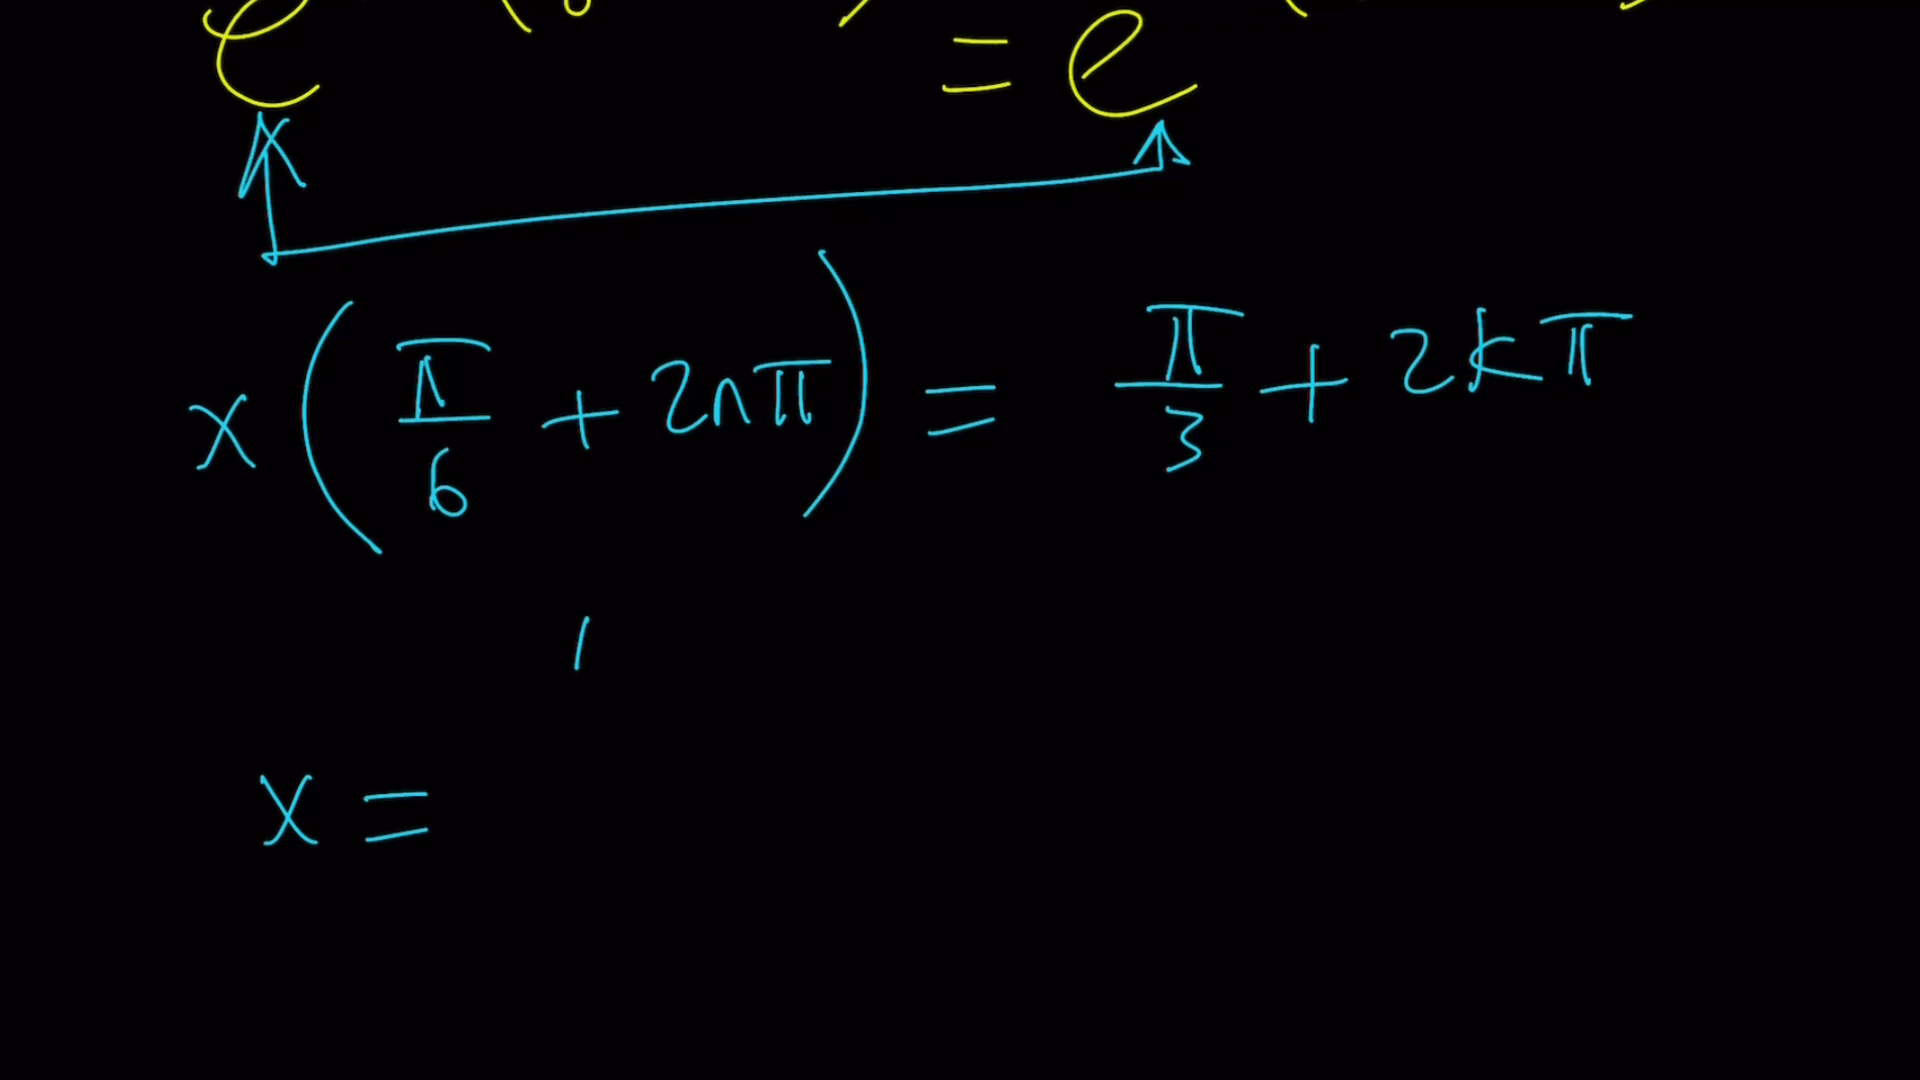 e = e
x(π/6 + 2nπ) = π/3 + 2kπ
x =